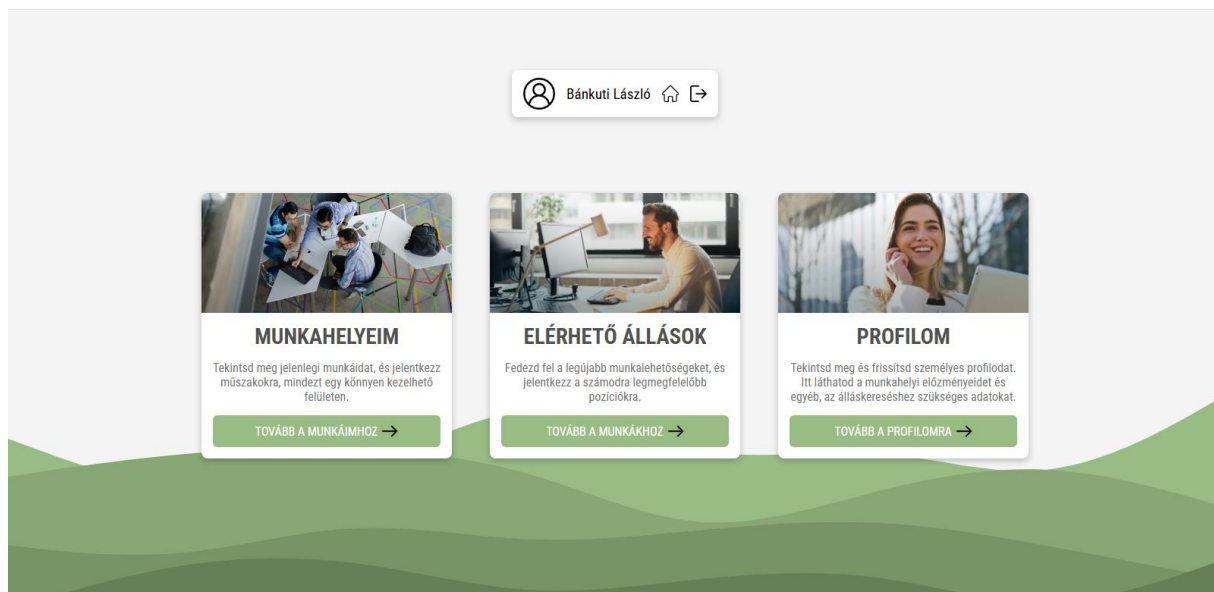 Bánkuti László
MUNKAHELYEIM
Tekintsd meg jelenlegi munkáidat, és jelentkezz
műszakokra, mindezt egy könnyen kezelhető
felületen.
TOVÁBB A MUNKÁIMHOZ
ELÉRHETŐ ÁLLÁSOK
Fedezd fel a legújabb munkalehetőségeket, és
jelentkezz a számodra legmegfelelőbb
pozíciókra.
TOVÁBB A MUNKÁKHOZ
PROFILOM
Tekintsd meg és frissítsd személyes profilodat.
Itt láthatod a munkahelyi előzményeidet és
egyéb, az álláskereséshez szükséges adatokat.
TOVÁBB A PROFILOMRA